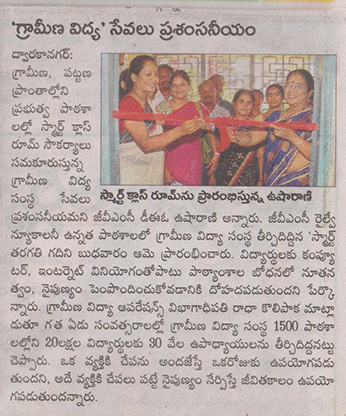 'గ్రామీణ విద్య' సేవలు ప్రశంసనీయం
ద్వారకానగర్:
గ్రామీణ, పట్టణ
ప్రాంతాల్లోని
ప్రభుత్వ పాఠశా
లల్లో స్మార్ట్ క్లాస్
రూమ్ సౌకర్యాలు
సమకూరుస్తున్న
గ్రామీణ విద్య
సంస్థ సేవలు
స్మార్ట్ క్లాస్ రూమ్‌ను ప్రారంభిస్తున్న ఉషారాణి
ప్రశంసనీయమని జీవీఎంసీ డీఈఓ ఉషారాణి అన్నారు. జీవీఎంసీ రైల్వే
న్యూకాలనీ ఉన్నత పాఠశాలలో గ్రామీణ విద్యా సంస్థ తీర్చిదిద్దిన 'స్మార్ట్'
తరగతి గదిని బుధవారం ఆమె ప్రారంభించారు. విద్యార్థులకు కంప్యూ
టర్, ఇంటర్నెట్ వినియోగంతోపాటు పాఠ్యాంశాల బోధనలో నూతన
త్వం, నైపుణ్యం పెంపొందించుకోవడానికి దోహదపడుతుందని పేర్కొ
న్నారు. గ్రామీణ విద్యా ఆపరేషన్స్ విభాగాధిపతి రాధా కొలిపాక మాట్లా
డుతూ గత ఏడు సంవత్సరాలలో గ్రామీణ విద్యా సంస్థ 1500 పాఠశా
లల్లోని 20లక్షల విద్యార్థులకు 30 వేల ఉపాధ్యాయులను తీర్చిదిద్దినట్టు
చెప్పారు. ఒక వ్యక్తికి చేపను అందజేస్తే ఒకరోజుకు ఉపయోగపడు
తుందని, అదే వ్యక్తికి చేపలు పట్టే నైపుణ్యం నేర్పిస్తే జీవితకాలం ఉపయో
గపడుతుందన్నారు.